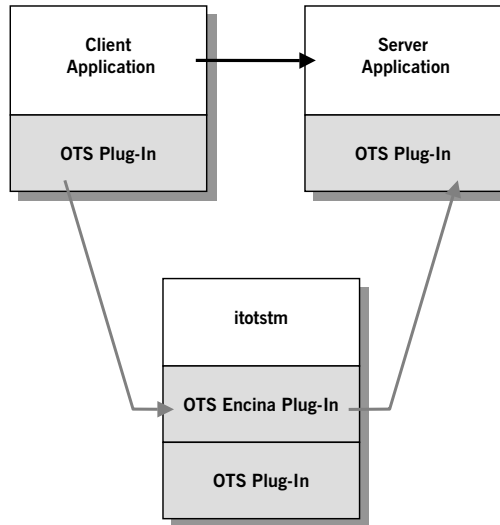 Client
Application
Server
Application
OTS Plug-In
OTS Plug-In
itotstm
OTS Encina Plug-In
OTS Plug-In